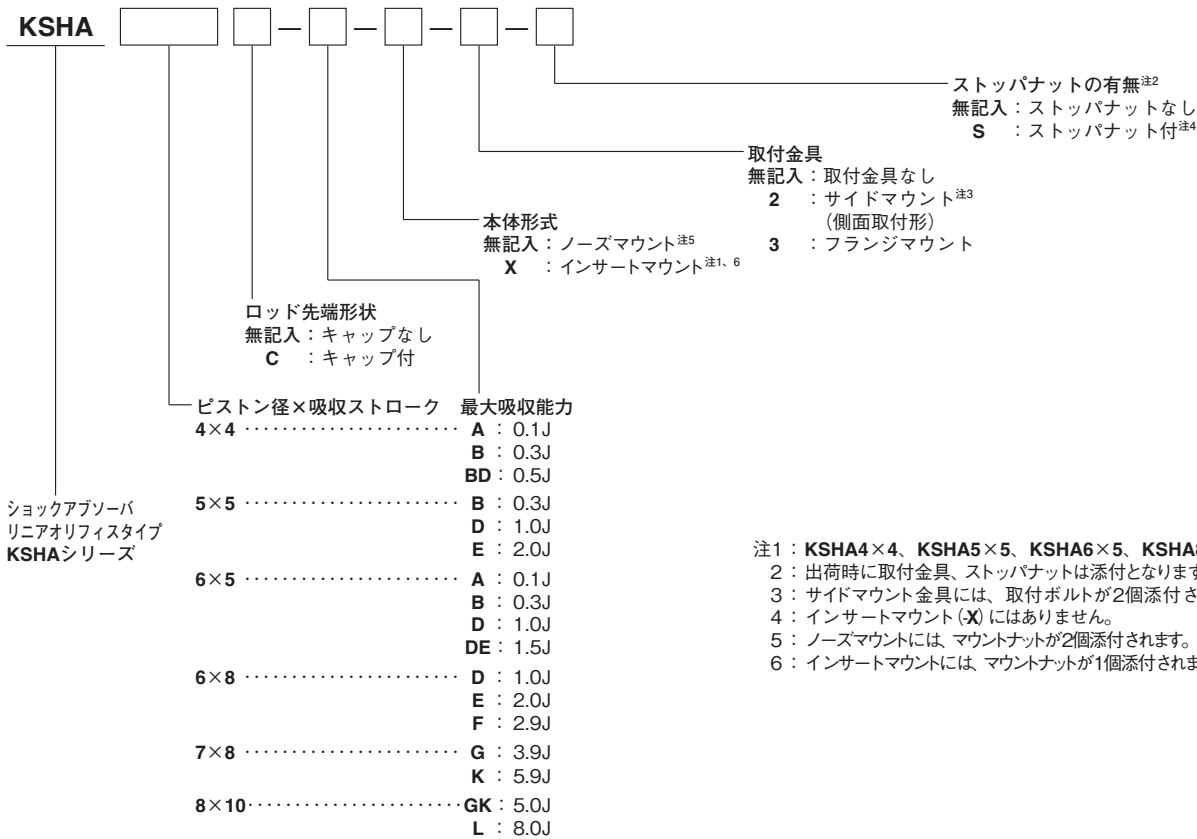 KSHA
ストッパナットの有無注2
無記入：ストッパナットなし
S ：ストッパナット付注4
取付金具
無記入：取付金具なし
2 ：サイドマウント注3
（側面取付形）
3 ：フランジマウント
本体形式
無記入：ノーズマウント注5
X ：インサートマウント注1、6
ロッド先端形状
無記入：キャップなし
C ：キャップ付
ピストン径×吸収ストローク 最大吸収能力
4×4 ······················· A：0.1J
B：0.3J
BD：0.5J
5×5 ······················· B：0.3J
D：1.0J
E：2.0J
6×5 ······················· A：0.1J
B：0.3J
D：1.0J
DE：1.5J
6×8 ······················· D：1.0J
E：2.0J
F：2.9J
7×8 ······················· G：3.9J
K：5.9J
8×10 ······················· GK：5.0J
L：8.0J
ショックアブソーバ
リニアオリフィスタイプ
KSHAシリーズ
注1：KSHA4×4、KSHA5×5、KSHA6×5、KSHA
2：出荷時に取付金具、ストッパナットは添付となります
3：サイドマウント金具には、取付ボルトが2個添付さ
4：インサートマウント(-X)にはありません。
5：ノーズマウントには、マウントナットが2個添付されます。
6：インサートマウントには、マウントナットが1個添付されま